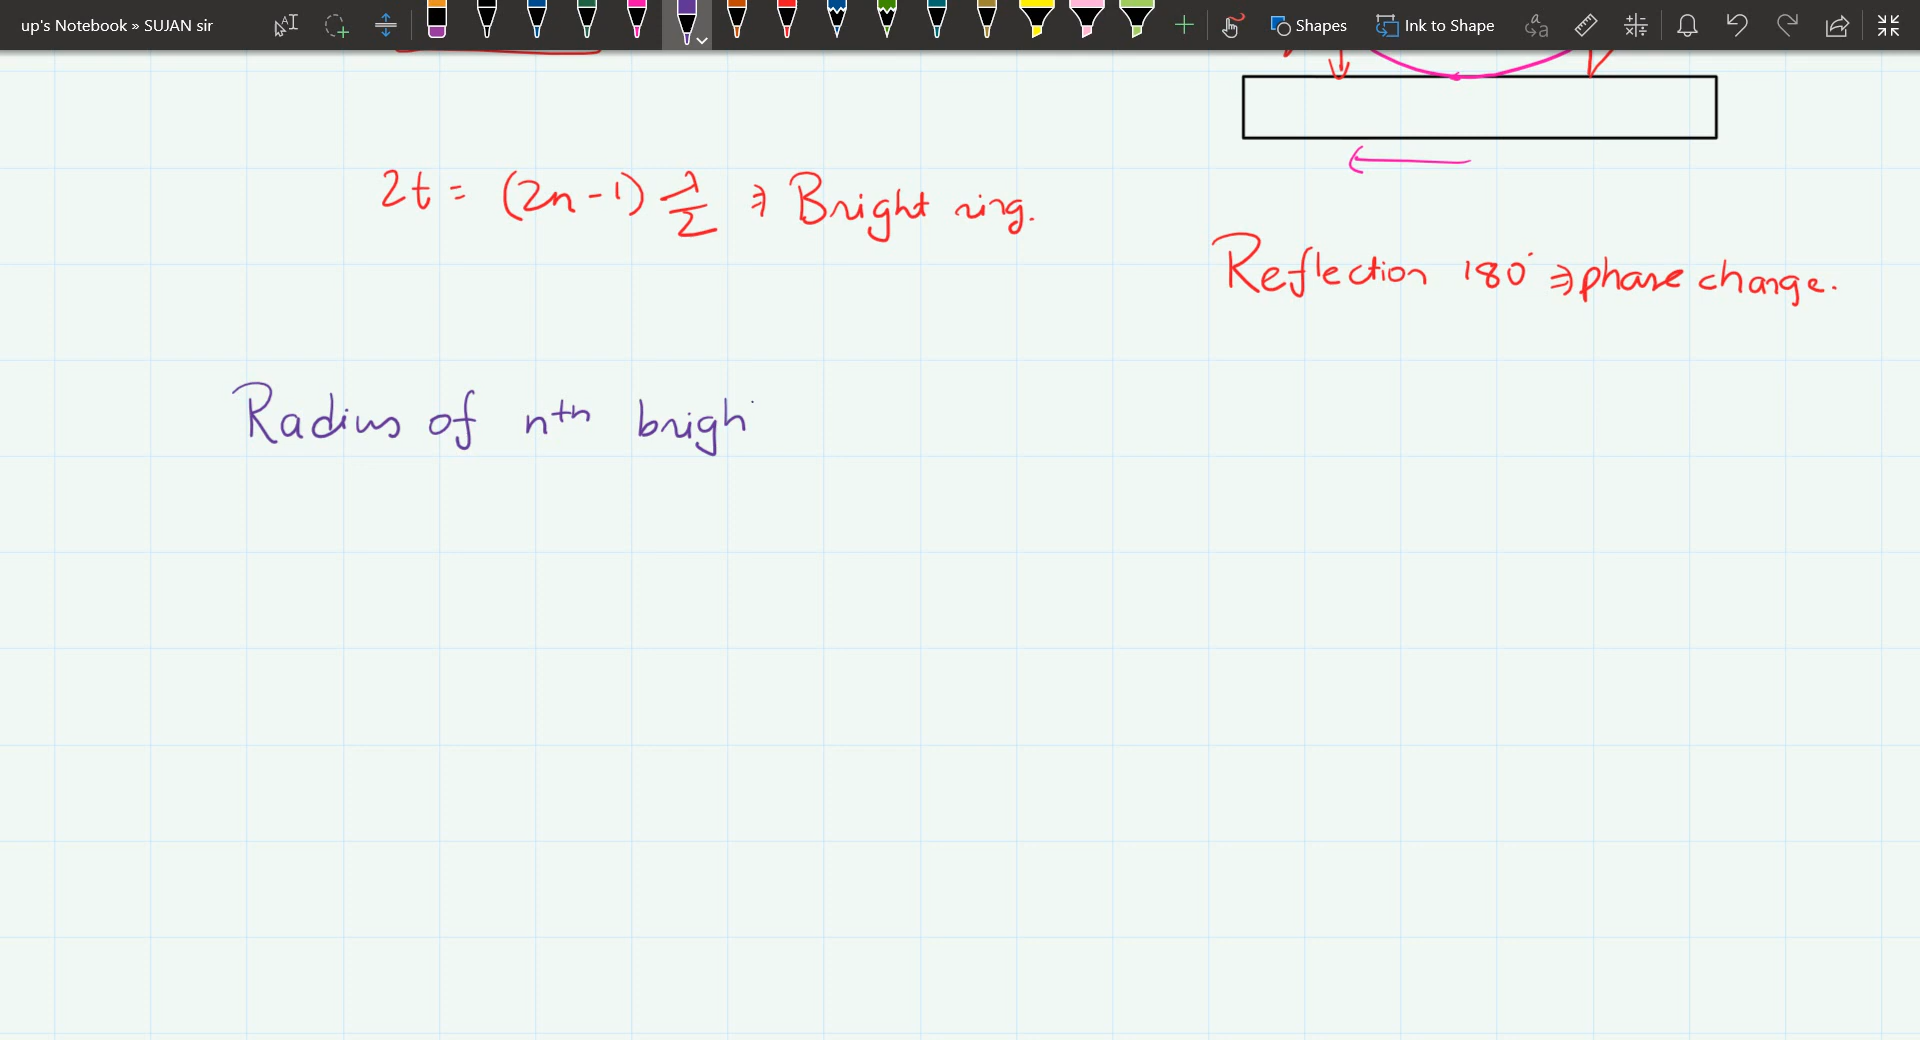 up's Notebook » SUJAN sir
Shapes
Ink to Shape
2t = (2n-1) λ/2 ⇒ Bright ring.
Reflection 180° ⇒ phase change.
Radius of nth brigh